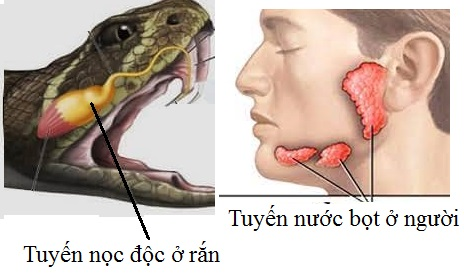 Tuyến nước bọt ở người
Tuyến nọc độc ở rắn